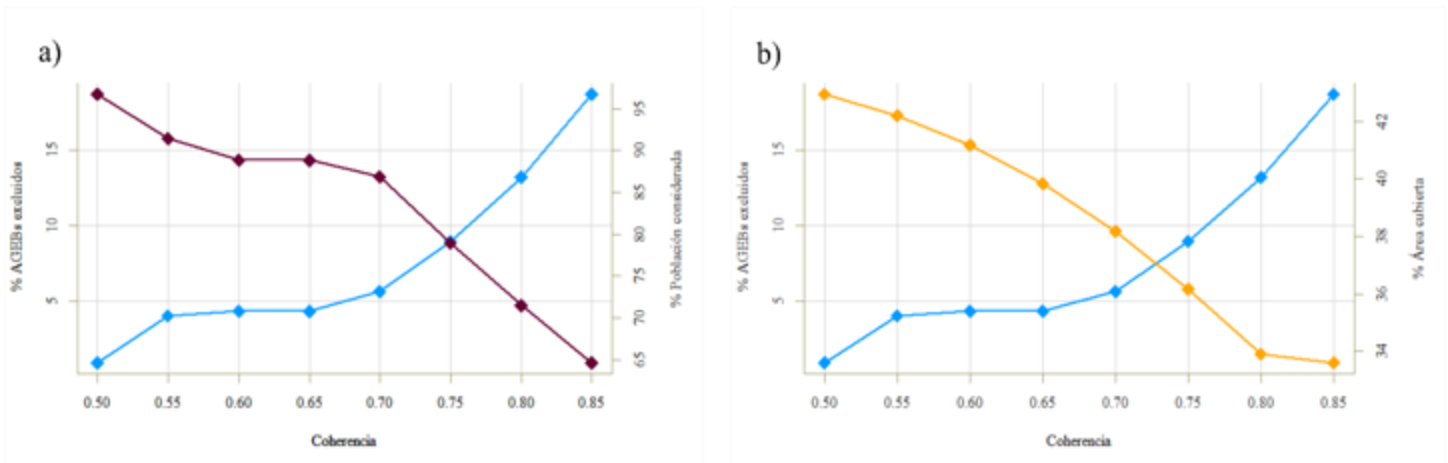 a)
% AGEBs excluidos
15
10
5
95
90
85
80
75
70
65
% Población considerada
0.50 0.55 0.60 0.65 0.70 0.75 0.80 0.85
Coherencia
b)
% AGEBs excluidos
15
10
5
42
40
38
36
34
% Área cubierta
0.50 0.55 0.60 0.65 0.70 0.75 0.80 0.85
Coherencia